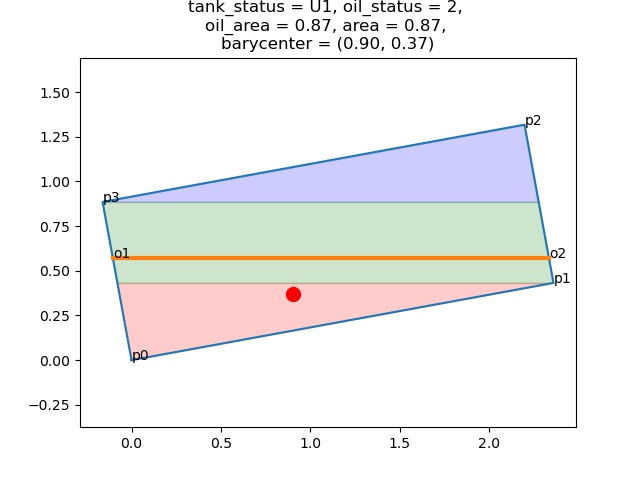 tank_status = U1, oil_status = 2,
oil_area = 0.87, area = 0.87,
barycenter = (0.90, 0.37)
1.50
1.25
1.00
0.75
0.50
0.25
0.00
−0.25
p2
p3
o1
o2
p1
p0
0.0
0.5
1.0
1.5
2.0